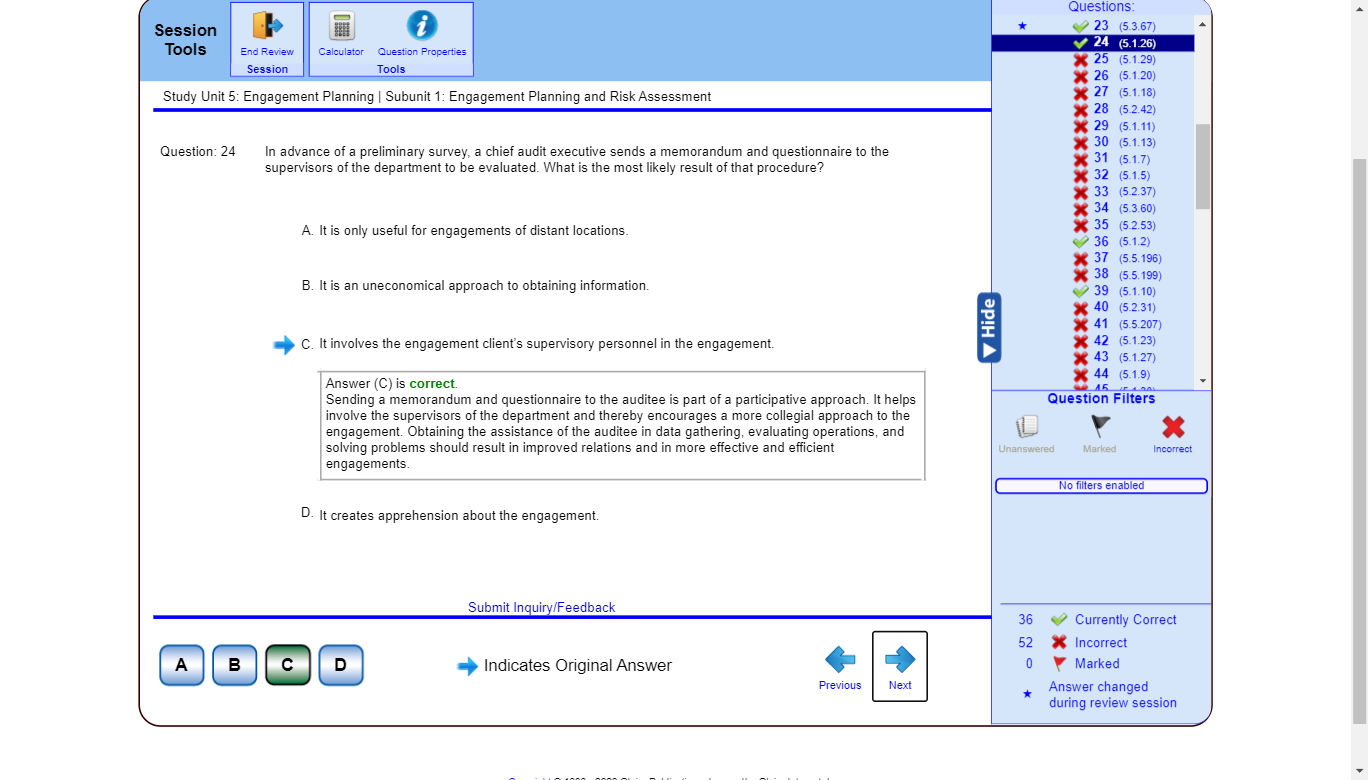 Session
Tools
End Review
Session
Calculator
Question Properties
Tools
Study Unit 5: Engagement Planning | Subunit 1: Engagement Planning and Risk Assessment
Question: 24
In advance of a preliminary survey, a chief audit executive sends a memorandum and questionnaire to the
supervisors of the department to be evaluated. What is the most likely result of that procedure?
A. It is only useful for engagements of distant locations.
B. It is an uneconomical approach to obtaining information.
C. It involves the engagement client's supervisory personnel in the engagement.
Answer (C) is correct.
Sending a memorandum and questionnaire to the auditee is part of a participative approach. It helps
involve the supervisors of the department and thereby encourages a more collegial approach to the
engagement. Obtaining the assistance of the auditee in data gathering, evaluating operations, and
solving problems should result in improved relations and in more effective and efficient
engagements.
D. It creates apprehension about the engagement.
Submit Inquiry/Feedback
A
B
C
D
Indicates Original Answer
Previous
Next
Hide
Questions:
23 (5.3.67)
24 (5.1.26)
25 (5.1.29)
26 (5.1.20)
27 (5.1.18)
28 (5.2.42)
29 (5.1.11)
30 (5.1.13)
31 (5.1.7)
32 (5.1.5)
33 (5.2.37)
34 (5.3.60)
35 (5.2.53)
36 (5.1.2)
37 (5.5.196)
38 (5.5.199)
39 (5.1.10)
40 (5.2.31)
41 (5.5.207)
42 (5.1.23)
43 (5.1.27)
44 (5.1.9)
Question Filters
Unanswered
Marked
Incorrect
No filters enabled
36 Currently Correct
52 Incorrect
0 Marked
Answer changed
during review session